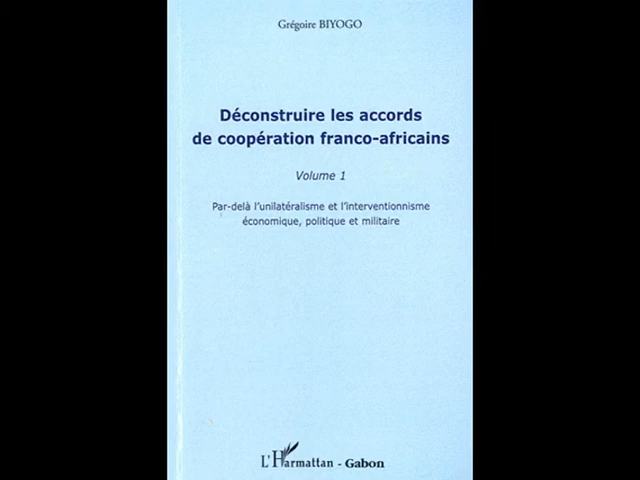 Grégoire BIYOGO
Déconstruire les accords
de coopération franco-africains
Volume 1
Par-delà l'unilatéralisme et l'interventionnisme
économique, politique et militaire
L'Harmattan - Gabon